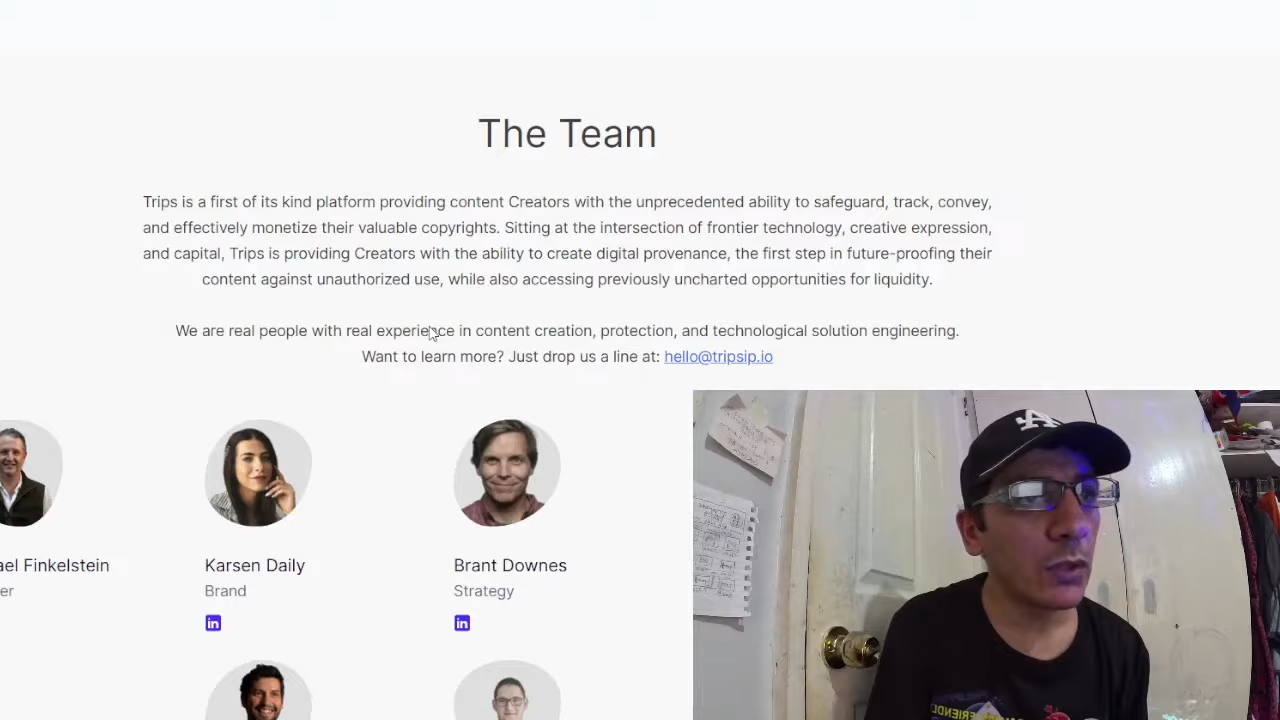 The Team
Trips is a first of its kind platform providing content Creators with the unprecedented ability to safeguard, track, convey,
and effectively monetize their valuable copyrights. Sitting at the intersection of frontier technology, creative expression,
and capital, Trips is providing Creators with the ability to create digital provenance, the first step in future-proofing their
content against unauthorized use, while also accessing previously uncharted opportunities for liquidity.
We are real people with real experience in content creation, protection, and technological solution engineering.
Want to learn more? Just drop us a line at: hello@tripsip.io
ael Finkelstein
er
Karsen Daily
Brand
in
Brant Downes
Strategy
in